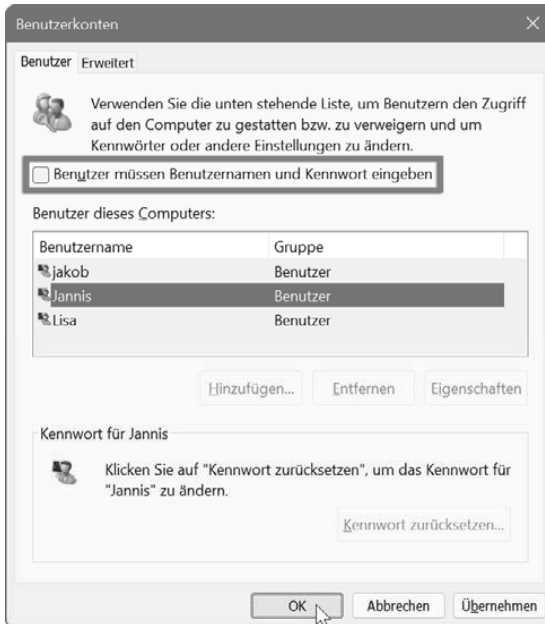 Benutzerkonten
Benutzer Erweitert
Verwenden Sie die unten stehende Liste, um Benutzern den Zugriff
auf den Computer zu gestatten bzw. zu verweigern und um
Kennwörter oder andere Einstellungen zu ändern.
Benutzer müssen Benutzernamen und Kennwort eingeben
Benutzer dieses Computers:
Benutzername Gruppe
jakob Benutzer
Jannis Benutzer
Lisa Benutzer
Hinzufügen... Entfernen Eigenschaften
Kennwort für Jannis
Klicken Sie auf "Kennwort zurücksetzen", um das Kennwort für
"Jannis" zu ändern.
Kennwort zurücksetzen...
OK Abbrechen Übernehmen